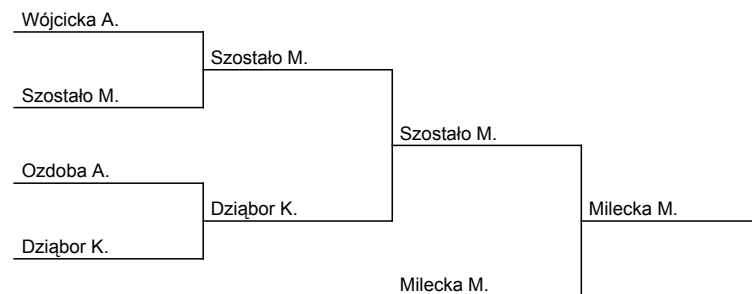 Wójcicka A.
Szostało M.
Szostało M.
Szostało M.
Ozdoba A.
Dziąbor K.
Milecka M.
Dziąbor K.
Milecka M.